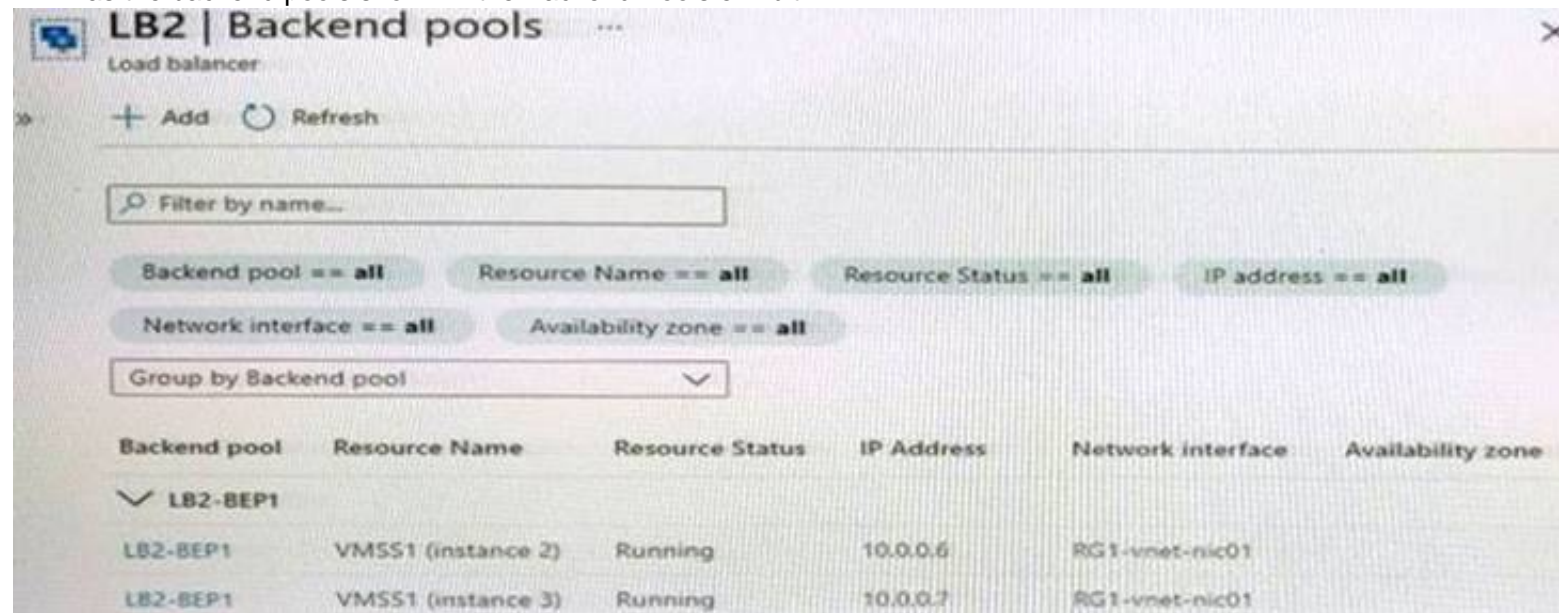 LB2 | Backend pools ...
Load balancer
+ Add Refresh
Filter by name...
Backend pool == all Resource Name == all Resource Status == all IP address == all
Network interface == all Availability zone == all
Group by Backend pool
Backend pool Resource Name Resource Status IP Address Network interface Availability zone
LB2-BEP1
LB2-BEP1 VMSS1 (instance 2) Running 10.0.0.6 RG1-vnet-nic01
LB2-BEP1 VMSS1 (instance 3) Running 10.0.0.7 RG1-vnet-nic01